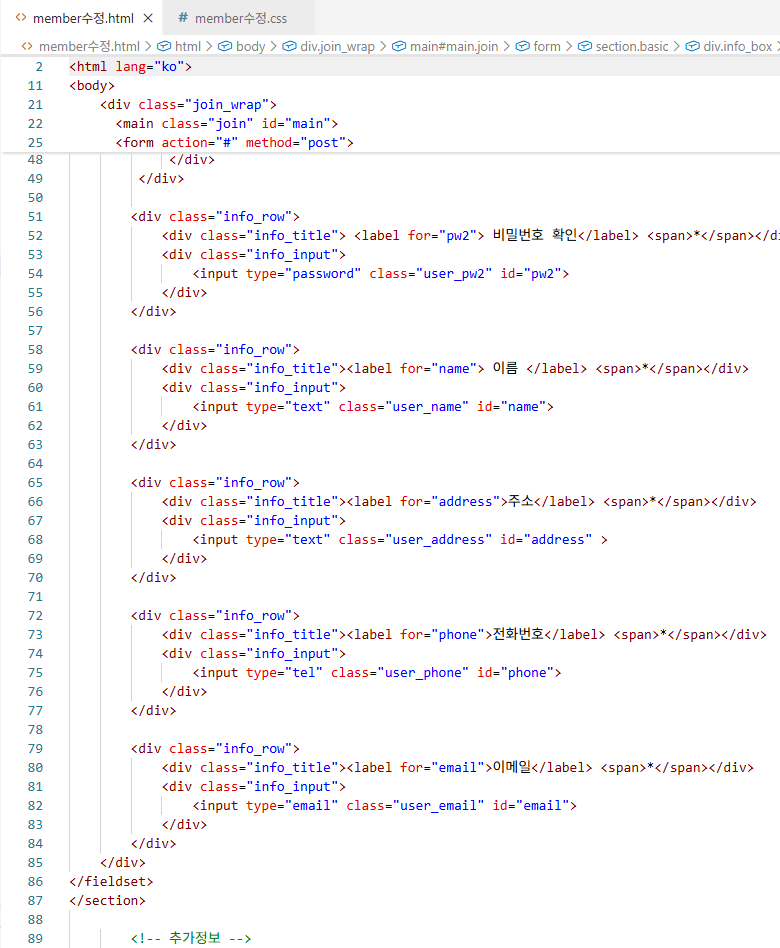 member수정.html
member수정.css
member수정.html > html > body > div.join_wrap > main#main.join > form > section.basic > div.info_box
2 <html lang="ko">
11 <body>
21 <div class="join_wrap">
22 <main class="join" id="main">
25 <form action="#" method="post">
48 </div>
49 </div>
50
51 <div class="info_row">
52 <div class="info_title"> <label for="pw2"> 비밀번호 확인</label> <span>*</span></di
53 <div class="info_input">
54 <input type="password" class="user_pw2" id="pw2">
55 </div>
56 </div>
57
58 <div class="info_row">
59 <div class="info_title"><label for="name"> 이름 </label> <span>*</span></div>
60 <div class="info_input">
61 <input type="text" class="user_name" id="name">
62 </div>
63 </div>
64
65 <div class="info_row">
66 <div class="info_title"><label for="address">주소</label> <span>*</span></div>
67 <div class="info_input">
68 <input type="text" class="user_address" id="address" >
69 </div>
70 </div>
71
72 <div class="info_row">
73 <div class="info_title"><label for="phone">전화번호</label> <span>*</span></div>
74 <div class="info_input">
75 <input type="tel" class="user_phone" id="phone">
76 </div>
77 </div>
78
79 <div class="info_row">
80 <div class="info_title"><label for="email">이메일</label> <span>*</span></div>
81 <div class="info_input">
82 <input type="email" class="user_email" id="email">
83 </div>
84 </div>
85 </div>
86 </fieldset>
87 </section>
88
89 <!-- 추가정보 -->